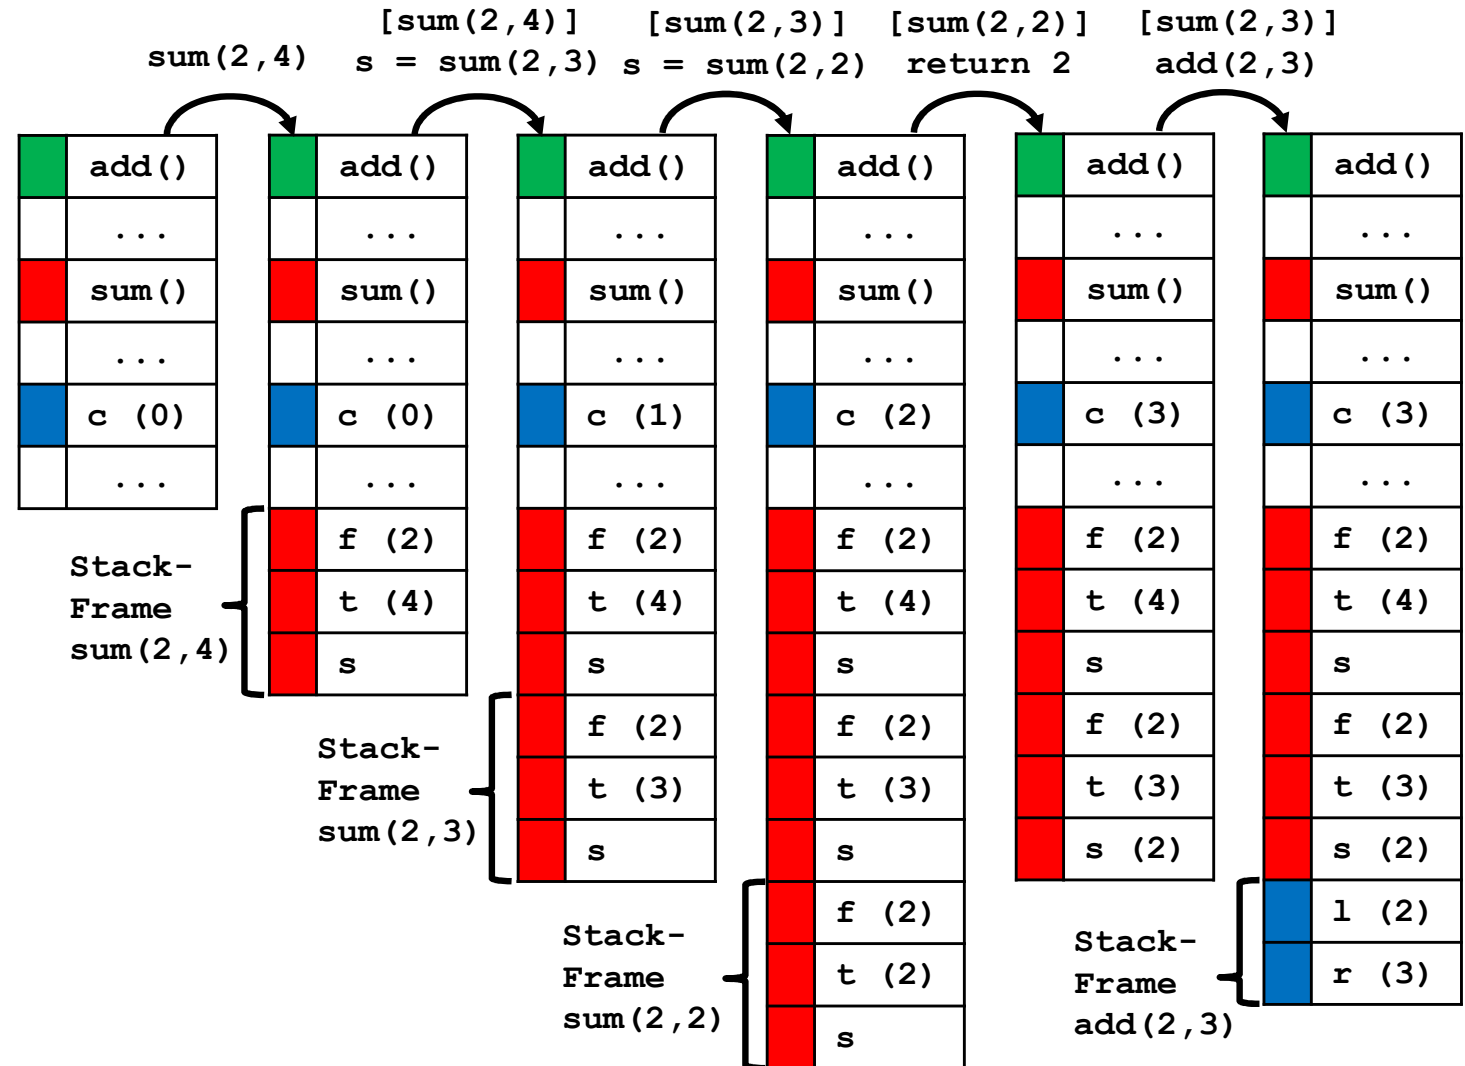 [sum(2,4)] [sum(2,3)] [sum(2,2)] [sum(2,3)]
sum(2,4) s = sum(2,3) s = sum(2,2) return 2 add(2,3)
add() add() add() add() add() add()
... ... ... ... ... ...
sum() sum() sum() sum() sum() sum()
... ... ... ... ... ...
c (0) c (0) c (1) c (2) c (3) c (3)
... ... ... ... ... ...
f (2) f (2) f (2) f (2) f (2)
Stack-
Frame
sum(2,4)
t (4) t (4) t (4) t (4) t (4)
s s s s s
f (2) f (2) f (2) f (2)
Stack-
Frame
sum(2,3)
t (3) t (3) t (3) t (3)
s s s (2) s (2)
f (2) l (2)
Stack-
Frame
sum(2,2)
t (2)
s
Stack-
Frame
add(2,3)
r (3)